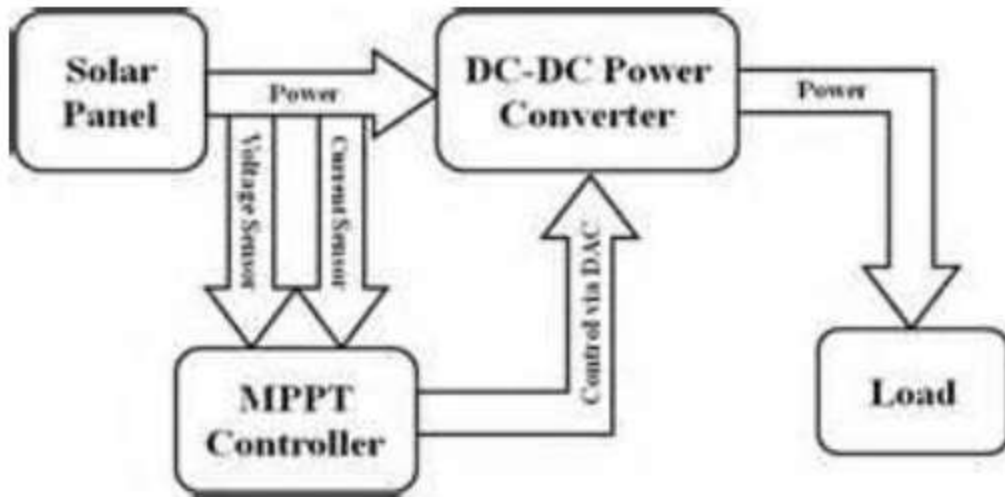 Solar
Panel
Power
DC-DC Power
Converter
Power
Voltage Sensor
Current Sensor
Control via DAC
MPPT
Controller
Load